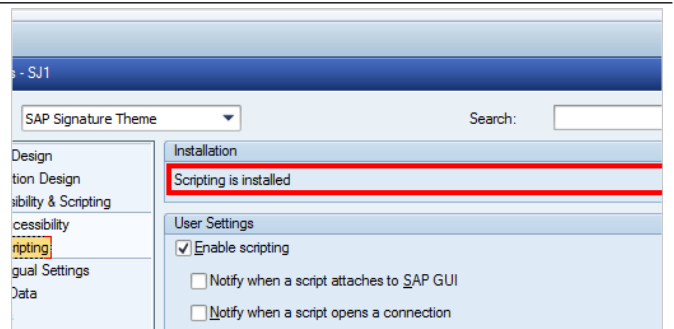 s - SJ1
SAP Signature Theme
Search:
Design
tion Design
sibility & Scripting
ccessibility
ripting
gual Settings
Data
Installation
Scripting is installed
User Settings
Enable scripting
Notify when a script attaches to SAP GUI
Notify when a script opens a connection